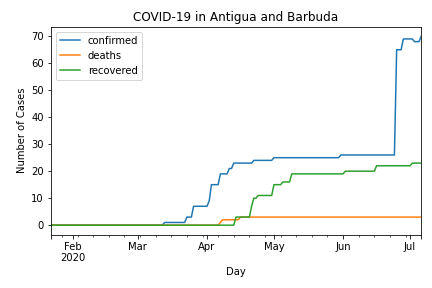 COVID-19 in Antigua and Barbuda
confirmed
deaths
recovered
Number of Cases
70
60
50
40
30
20
10
0
Feb Mar Apr May Jun Jul
2020
Day